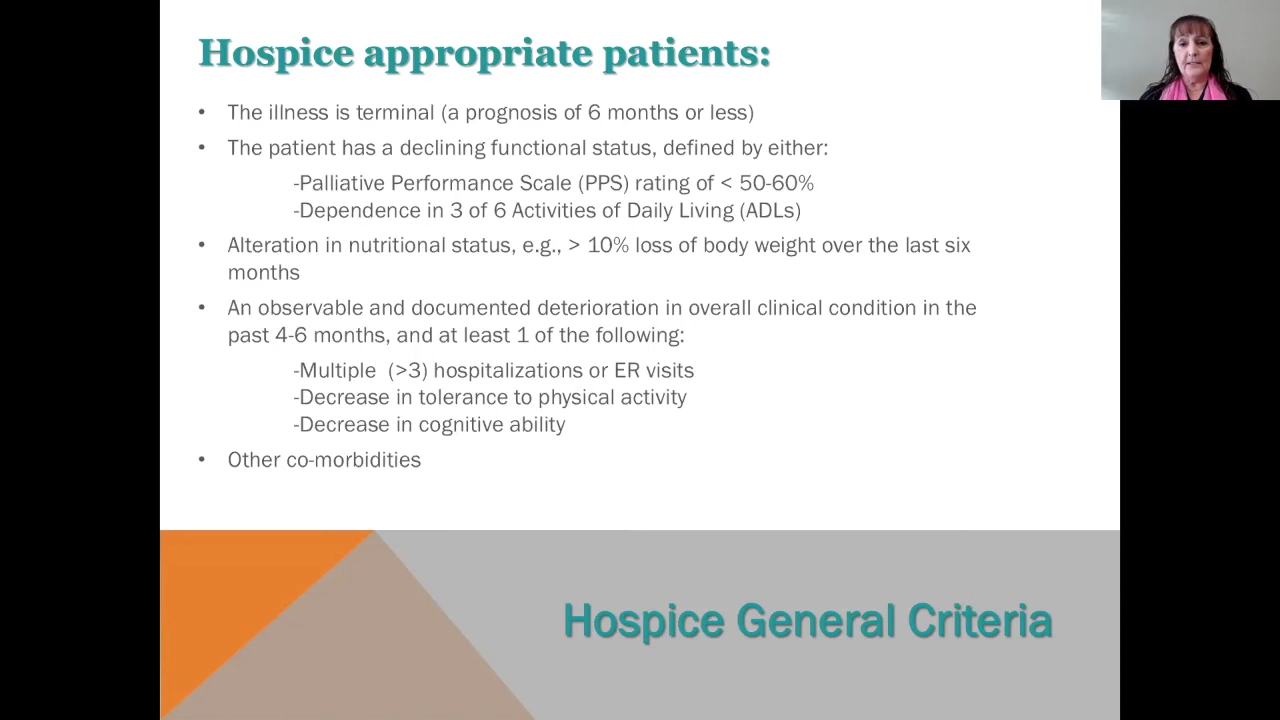 Hospice appropriate patients:
• The illness is terminal (a prognosis of 6 months or less)
• The patient has a declining functional status, defined by either:
-Palliative Performance Scale (PPS) rating of < 50-60%
-Dependence in 3 of 6 Activities of Daily Living (ADLs)
• Alteration in nutritional status, e.g., > 10% loss of body weight over the last six
months
• An observable and documented deterioration in overall clinical condition in the
past 4-6 months, and at least 1 of the following:
-Multiple  (>3) hospitalizations or ER visits
-Decrease in tolerance to physical activity
-Decrease in cognitive ability
• Other co-morbidities
Hospice General Criteria